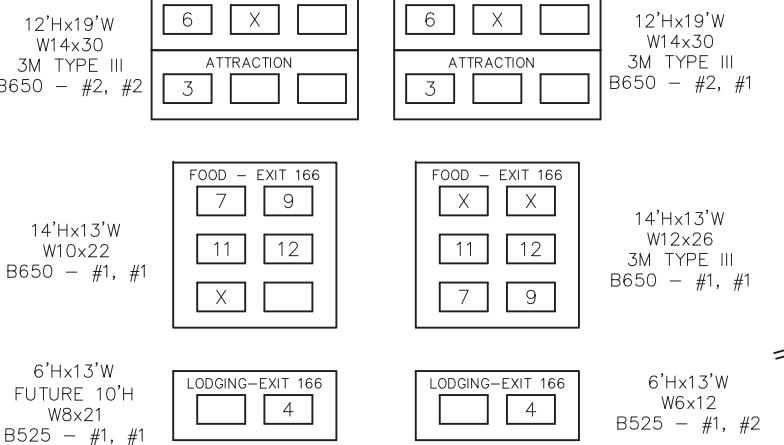 12'Hx19'W
W14x30
3M TYPE III
B650 – #2, #2
6 X
ATTRACTION
3
6 X
ATTRACTION
3
12'Hx19'W
W14x30
3M TYPE III
B650 – #2, #1
14'Hx13'W
W10x22
B650 – #1, #1
FOOD – EXIT 166
7 9
11 12
X
FOOD – EXIT 166
X X
11 12
7 9
14'Hx13'W
W12x26
3M TYPE III
B650 – #1, #1
6'Hx13'W
FUTURE 10'H
W8x21
B525 – #1, #1
LODGING–EXIT 166
4
LODGING–EXIT 166
4
6'Hx13'W
W6x12
B525 – #1, #2